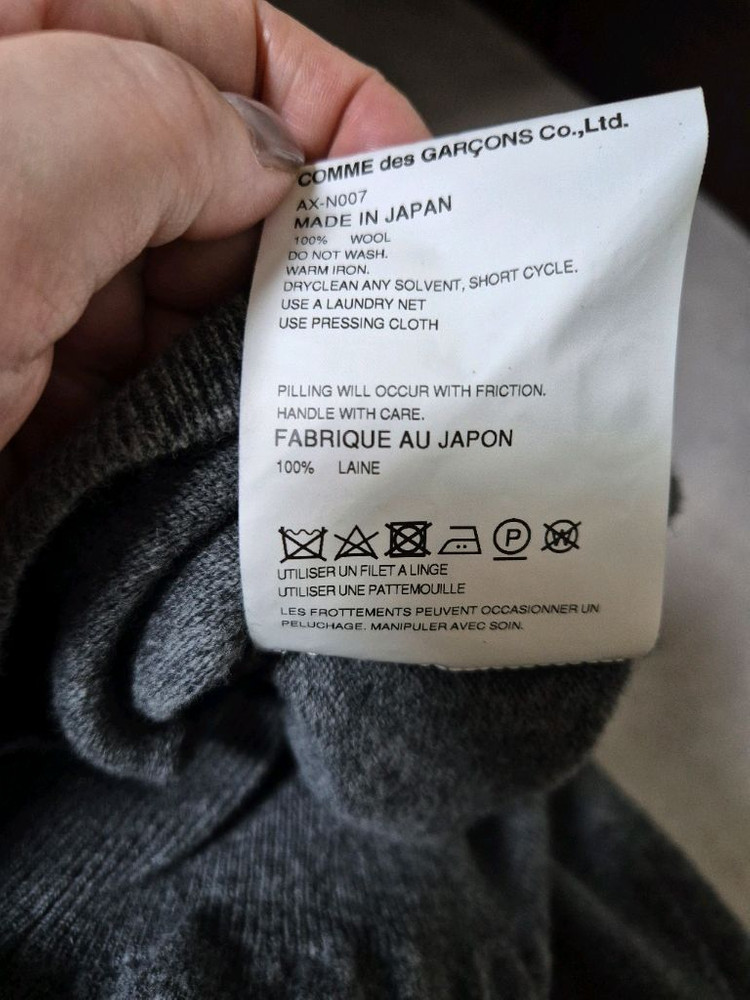 COMME des GARÇONS Co.,Ltd.
AX-N007
MADE IN JAPAN
100% WOOL
DO NOT WASH.
WARM IRON.
DRYCLEAN ANY SOLVENT, SHORT CYCLE.
USE A LAUNDRY NET
USE PRESSING CLOTH
PILLING WILL OCCUR WITH FRICTION.
HANDLE WITH CARE.
FABRIQUE AU JAPON
100% LAINE
P W
UTILISER UN FILET A LINGE
UTILISER UNE PATTEMOUILLE
LES FROTTEMENTS PEUVENT OCCASIONNER UN
PELUCHAGE. MANIPULER AVEC SOIN.